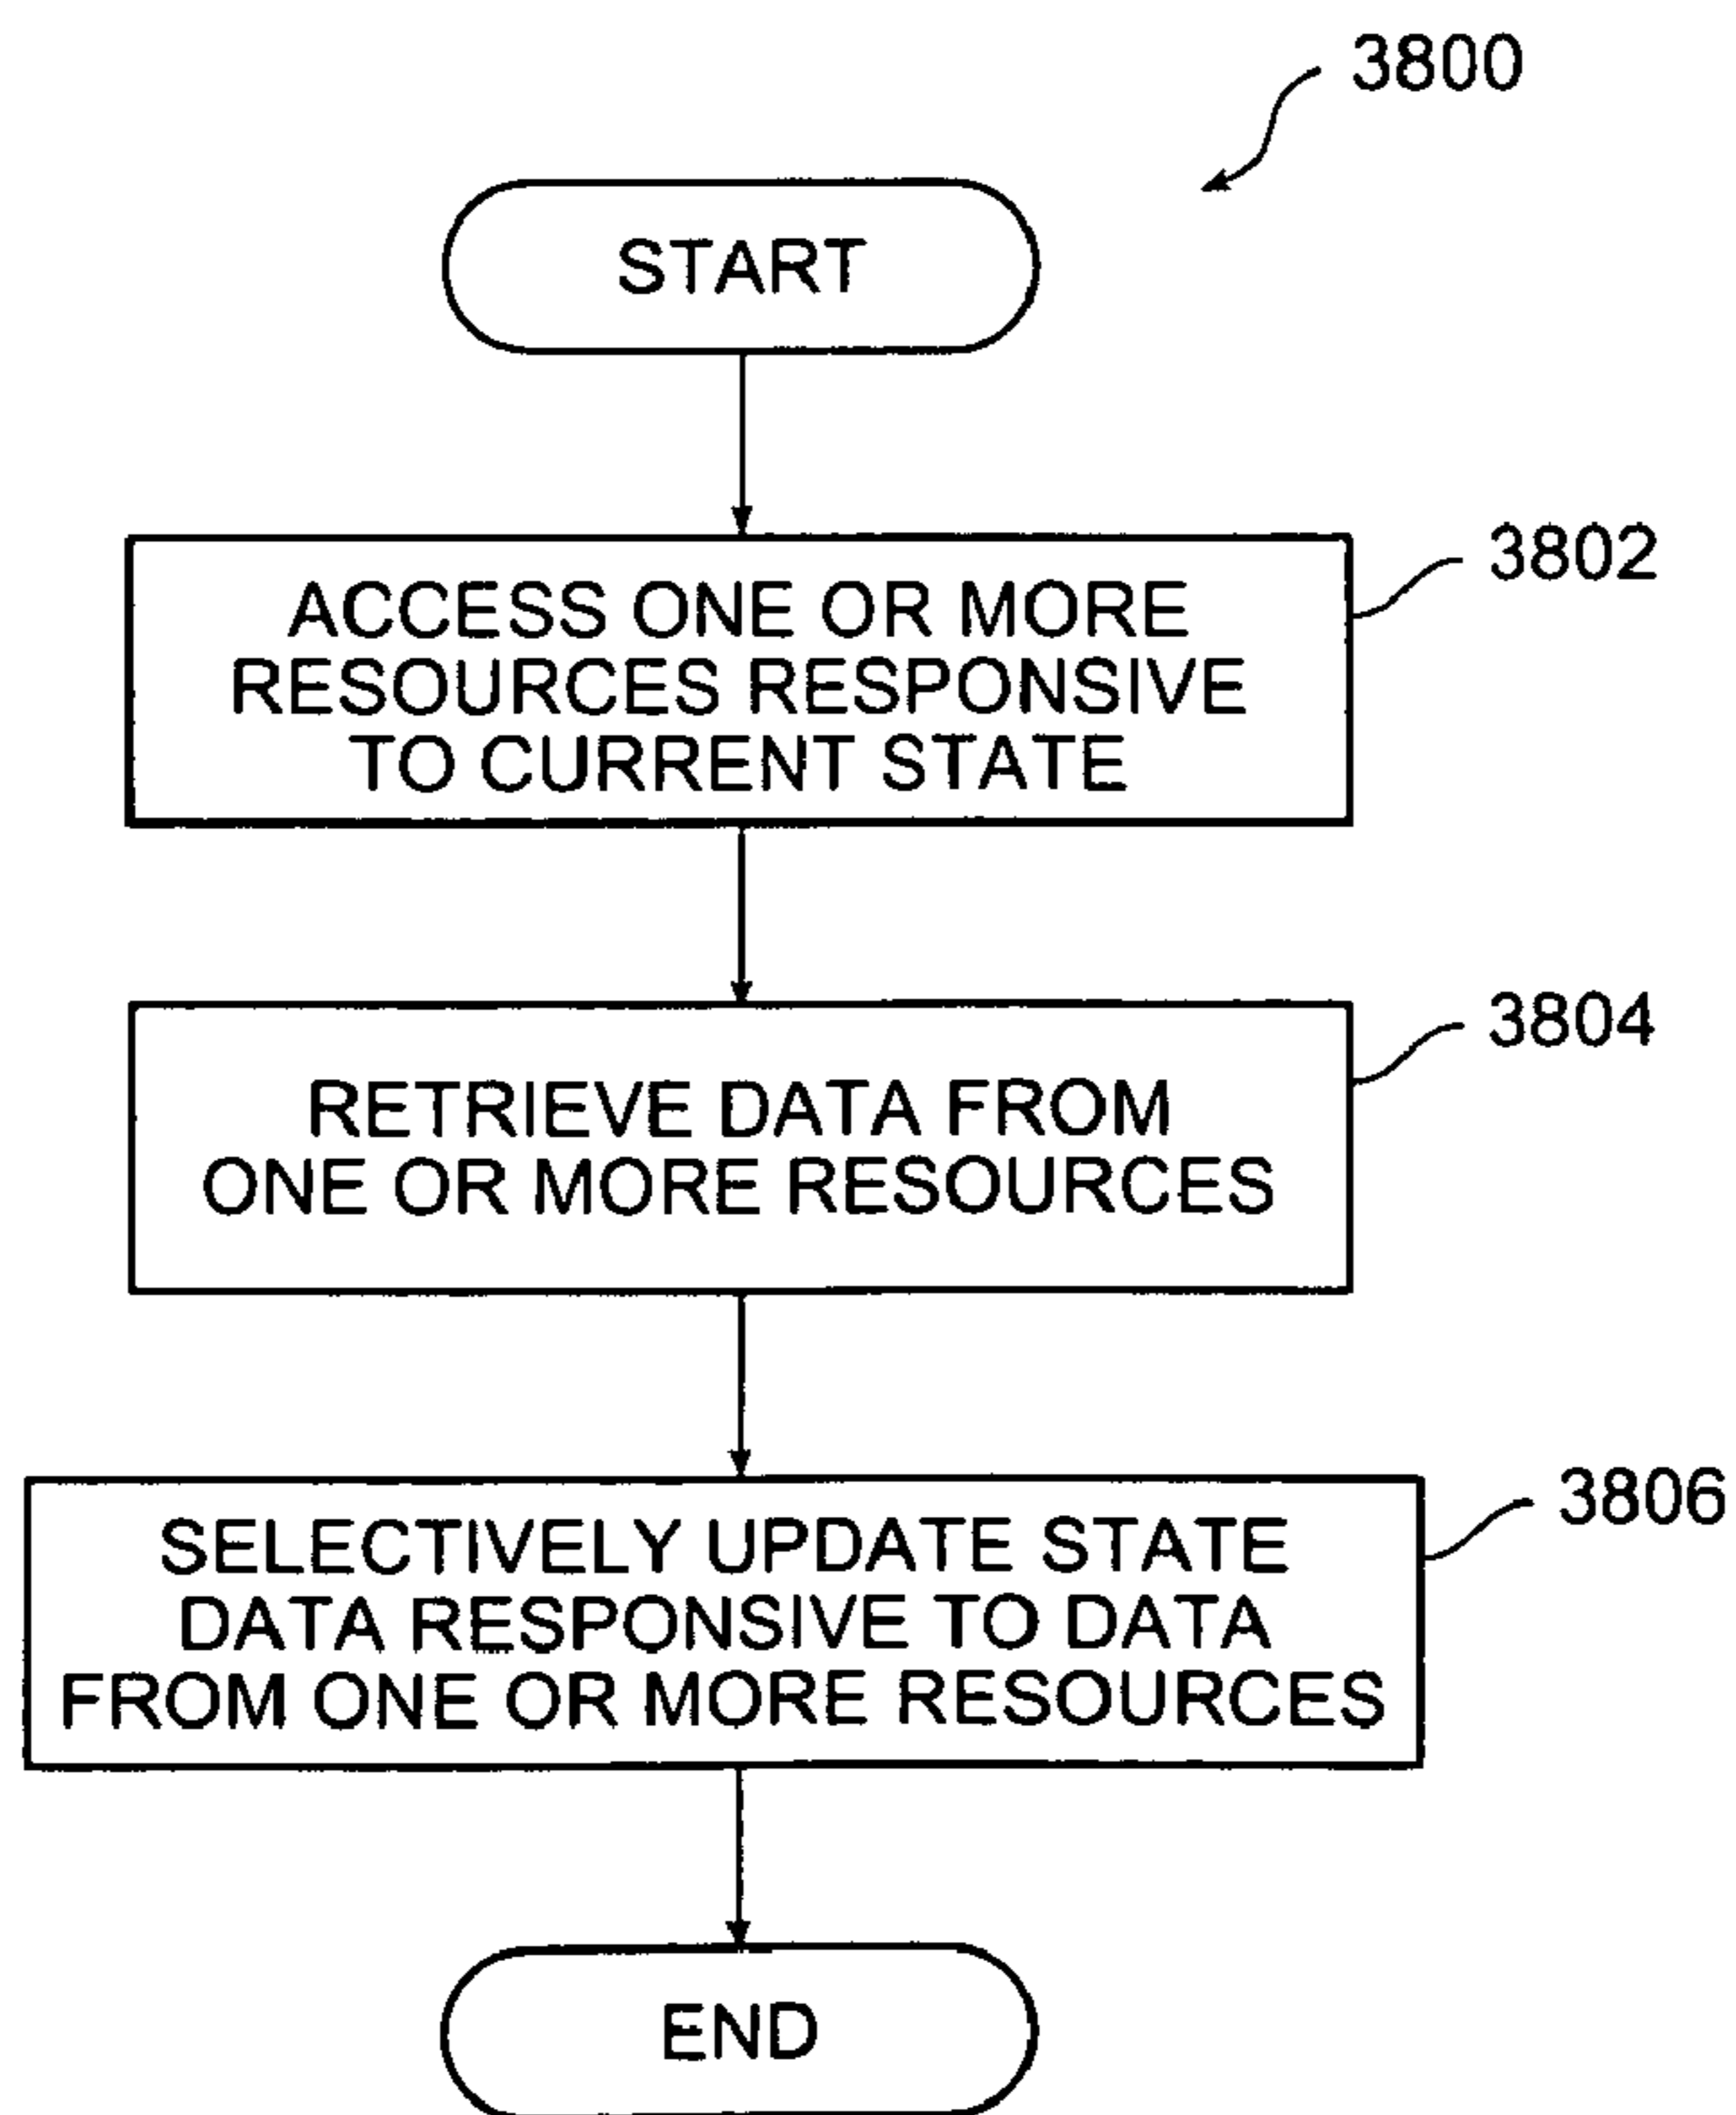 3800
START
3802
ACCESS ONE OR MORE
RESOURCES RESPONSIVE
TO CURRENT STATE
3804
RETRIEVE DATA FROM
ONE OR MORE RESOURCES
3806
SELECTIVELY UPDATE STATE
DATA RESPONSIVE TO DATA
FROM ONE OR MORE RESOURCES
END